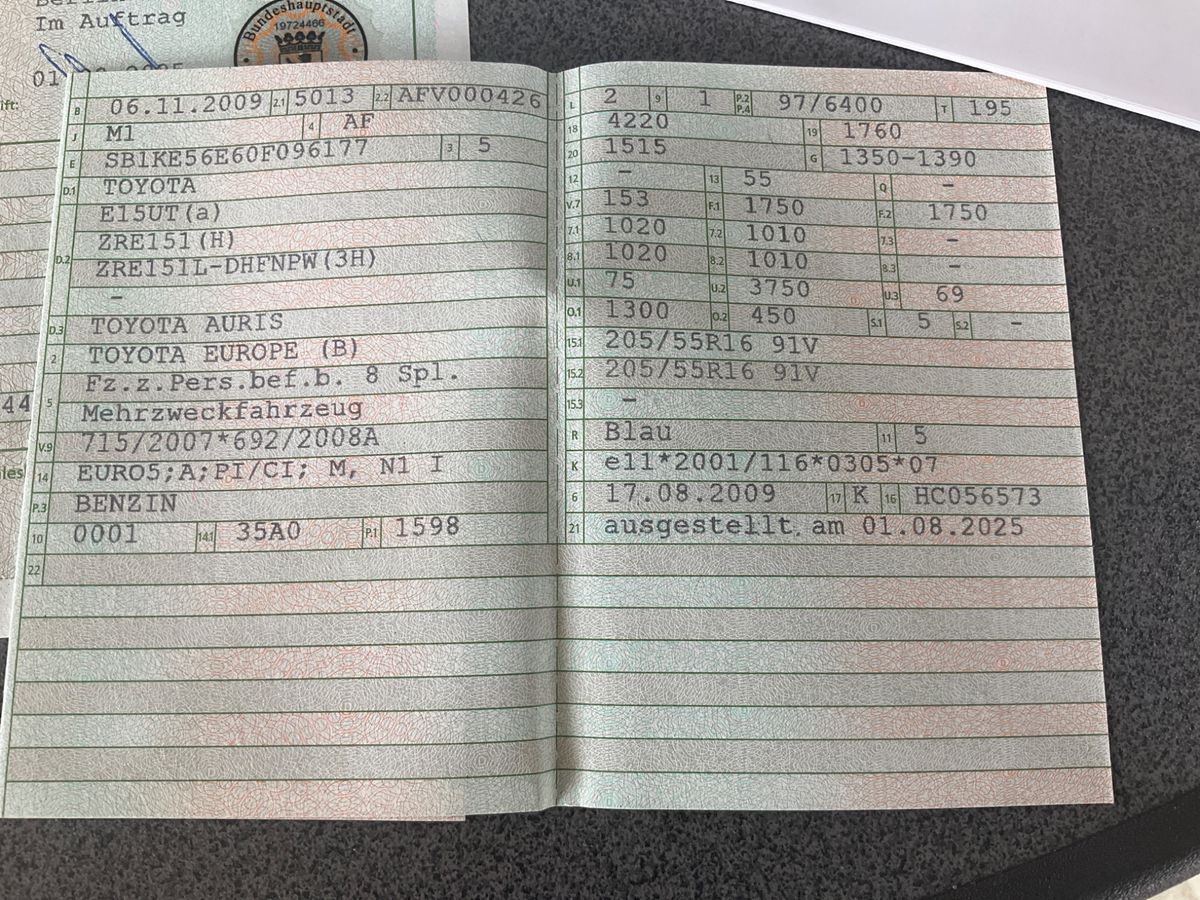 Im Auftrag
Bundeshauptstadt
19724466
ift:
44
les
B 06.11.2009 2.1 5013 2.2 AFV000426
J M1 4 AF
E SB1KE56E60F096177 3 5
D.1 TOYOTA
E15UT(a)
D.2 ZRE151(H)
ZRE151L-DHFNPW(3H)
–
D.3 TOYOTA AURIS
2 TOYOTA EUROPE (B)
5 Fz.z.Pers.bef.b. 8 Spl.
Mehrzweckfahrzeug
V.9 715/2007*692/2008A
14 EURO5;A;PI/CI; M, N1 I
P.3 BENZIN
10 0001 14.1 35A0 P.1 1598
22
L 2 9 1 P.2 P.4 97/6400 T 195
18 4220 19 1760
20 1515 G 1350-1390
12 – 13 55 Q –
V.7 153 F.1 1750 F.2 1750
7.1 1020 7.2 1010 7.3 –
8.1 1020 8.2 1010 8.3 –
U.1 75 U.2 3750 U.3 69
O.1 1300 O.2 450 S.1 5 S.2 –
15.1 205/55R16 91V
15.2 205/55R16 91V
15.3 –
R Blau 11 5
K e11*2001/116*0305*07
6 17.08.2009 17 K 16 HC056573
21 ausgestellt am 01.08.2025